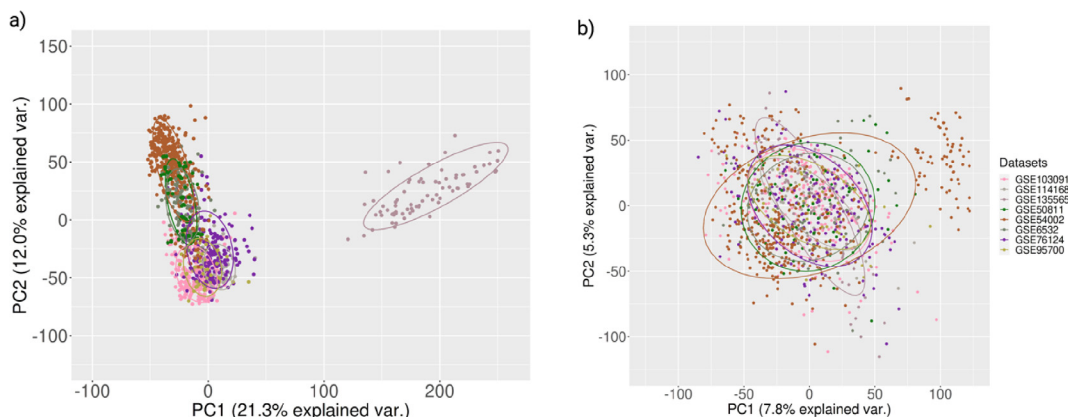 a)
150
100
50
0
-50
-100
PC2 (12.0% explained var.)
-100
0
100
200
PC1 (21.3% explained var.)
b)
100
50
0
-50
-100
PC2 (5.3% explained var.)
-100
-50
0
50
100
PC1 (7.8% explained var.)
Datasets
GSE103091
GSE114168
GSE135565
GSE50811
GSE54002
GSE6532
GSE76124
GSE95700